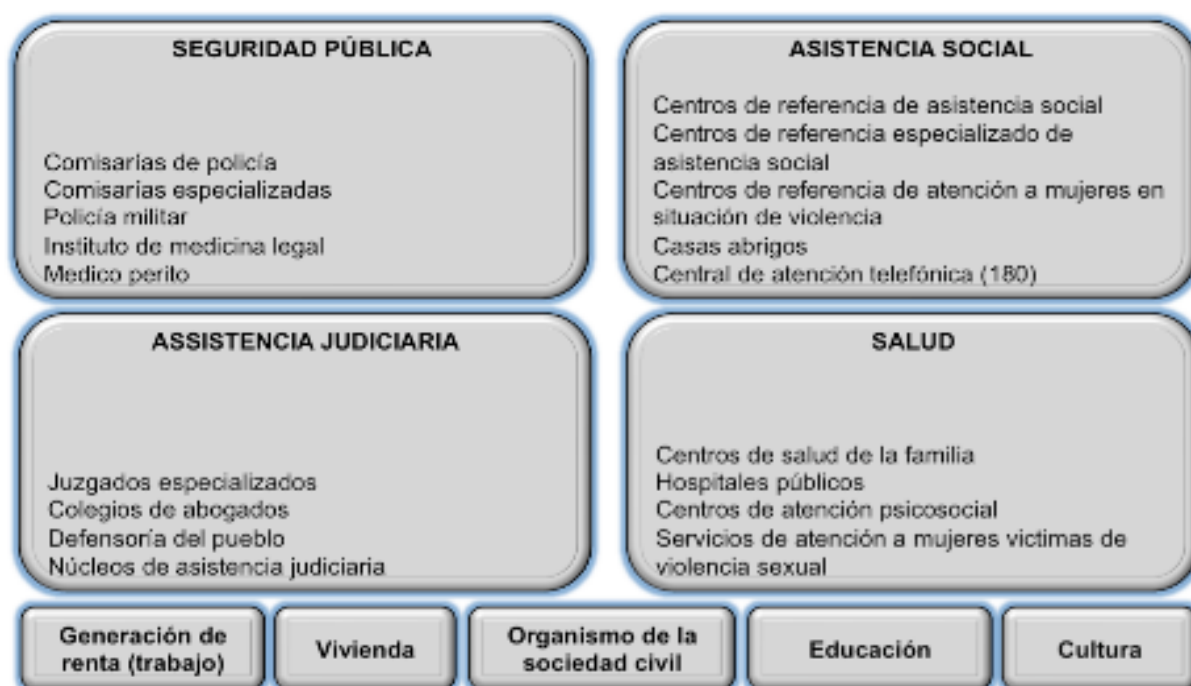 SEGURIDAD PÚBLICA
Comisarías de policía
Comisarías especializadas
Policía militar
Instituto de medicina legal
Medico perito
ASISTENCIA SOCIAL
Centros de referencia de asistencia social
Centros de referencia especializado de
asistencia social
Centros de referencia de atención a mujeres en
situación de violencia
Casas abrigos
Central de atención telefónica (180)
ASSISTENCIA JUDICIARIA
Juzgados especializados
Colegios de abogados
Defensoría del pueblo
Núcleos de asistencia judiciaria
SALUD
Centros de salud de la familia
Hospitales públicos
Centros de atención psicosocial
Servicios de atención a mujeres victimas de
violencia sexual
Generación de
renta (trabajo)
Vivienda
Organismo de la
sociedad civil
Educación
Cultura